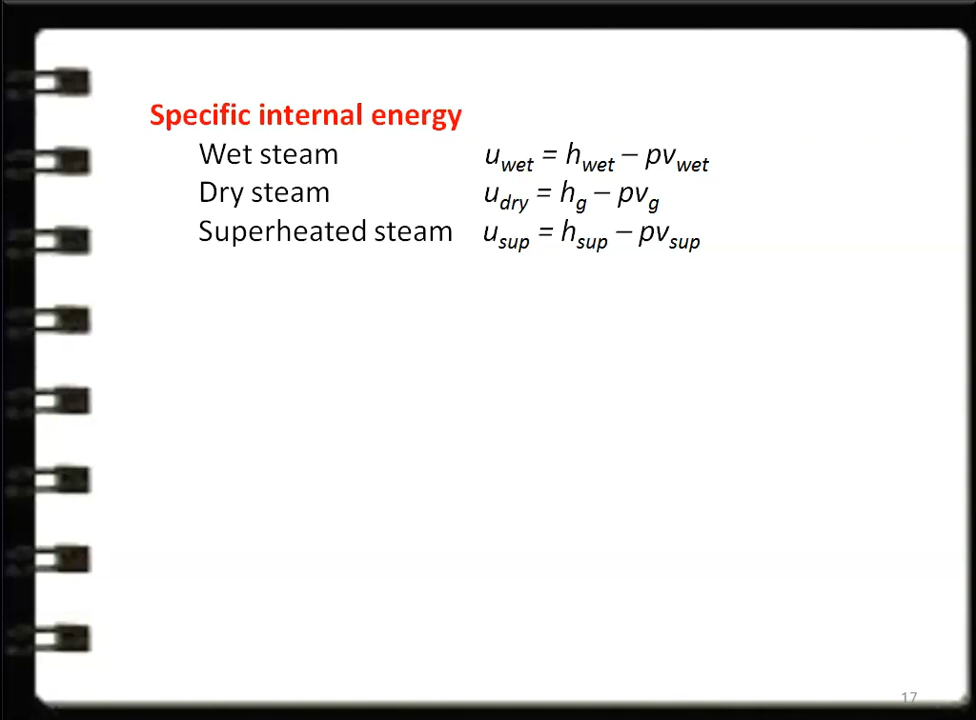 Specific internal energy
Wet steam u_wet = h_wet – pv_wet
Dry steam u_dry = h_g – pv_g
Superheated steam u_sup = h_sup – pv_sup
17